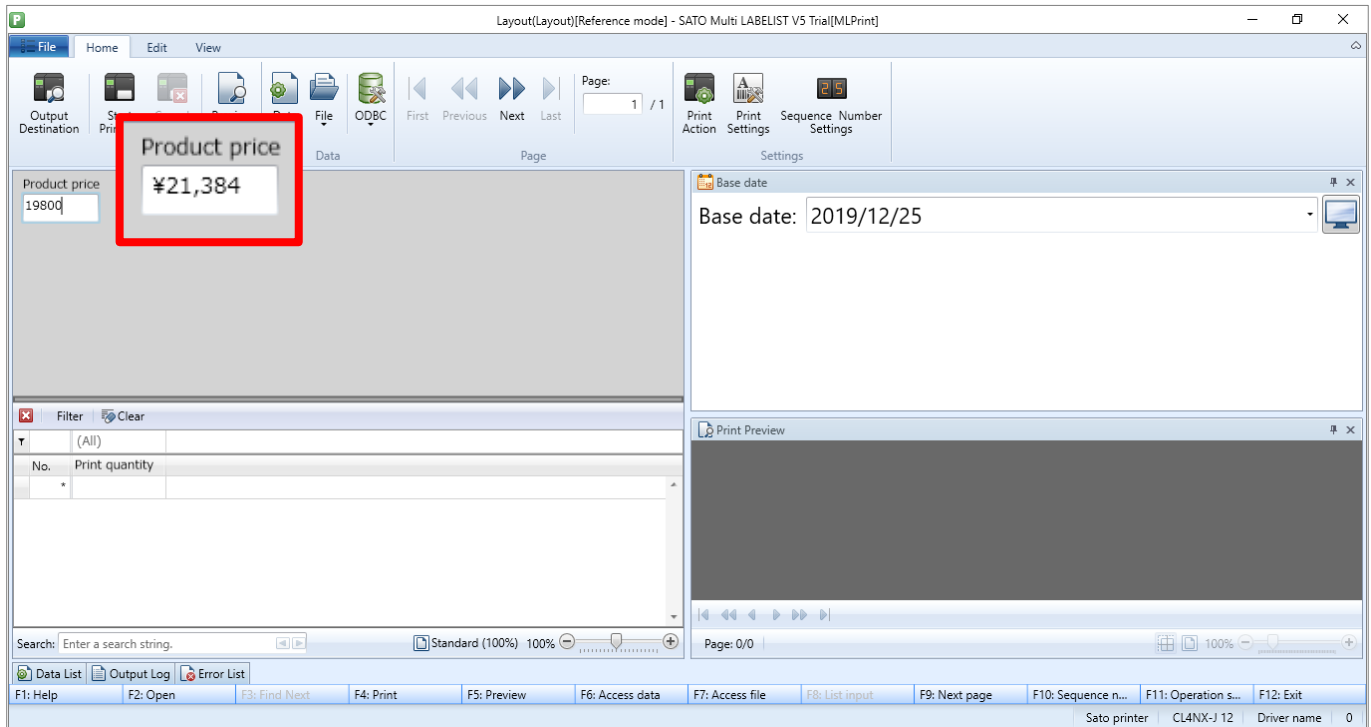 P Layout(Layout)[Reference mode] - SATO Multi LABELIST V5 Trial[MLPrint]
File Home Edit View
Output Destination
File
ODBC
First Previous Next Last
Page:
1 / 1
Print Action
Print Settings
25
Sequence Number Settings
Data
Page
Settings
Product price
19800
Product price
¥21,384
Base date
Base date: 2019/12/25
Filter Clear
(All)
No. Print quantity
*
Search: Enter a search string.
Standard (100%) 100%
Print Preview
Page: 0/0 100%
Data List Output Log Error List
F1: Help F2: Open F3: Find Next F4: Print F5: Preview F6: Access data F7: Access file F8: List input F9: Next page F10: Sequence n... F11: Operation s... F12: Exit
Sato printer CL4NX-J 12 Driver name 0